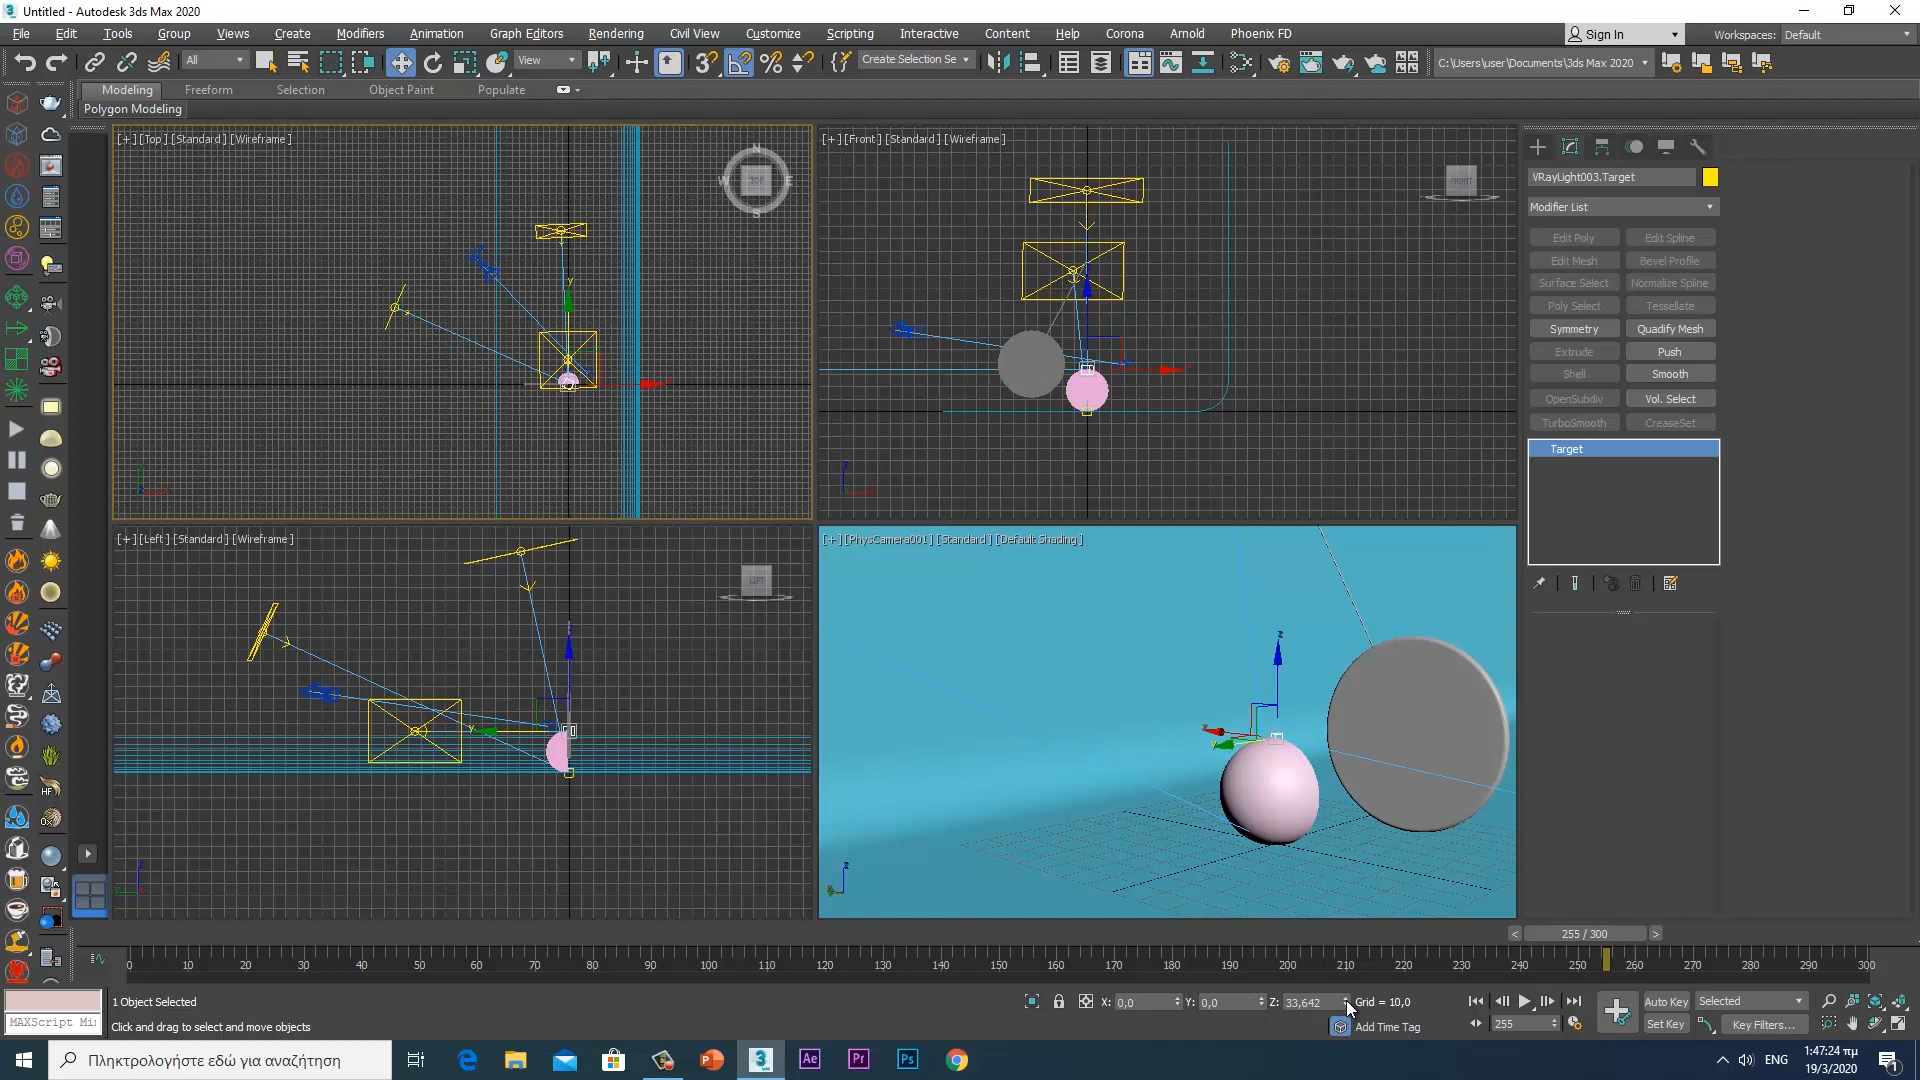 Untitled - Autodesk 3ds Max 2020
File Edit Tools Group Views Create Modifiers Animation Graph Editors Rendering Civil View Customize Scripting Interactive Content Help Corona Arnold Phoenix FD Sign In Workspaces: Default
All View Create Selection Se C:\Users\user\Documents\3ds Max 2020
Modeling Freeform Selection Object Paint Populate
Polygon Modeling
[+] [Top] [Standard] [Wireframe]
[+] [Front] [Standard] [Wireframe]
N
W TOP E
S
FRONT
VRayLight003.Target
Modifier List
Edit Poly Edit Spline
Edit Mesh Bevel Profile
Surface Select Normalize Spline
Poly Select Tessellate
Symmetry Quadify Mesh
Extrude Push
Shell Smooth
OpenSubdiv Vol. Select
TurboSmooth CreaseSet
Target
[+] [Left] [Standard] [Wireframe]
[+] [PhysCamera001] [Standard] [Default Shading]
LEFT
HF
< 255 / 300 >
0 10 20 30 40 50 60 70 80 90 100 110 120 130 140 150 160 170 180 190 200 210 220 230 240 250 260 270 280 290 300
1 Object Selected X: 0,0 Y: 0,0 Z: 33,642 Grid = 10,0 Auto Key Selected
MAXScript Mi Click and drag to select and move objects Add Time Tag 255 Set Key Key Filters...
Πληκτρολογήστε εδώ για αναζήτηση Ae Pr Ps ENG 1:47:24 πμ
19/3/2020